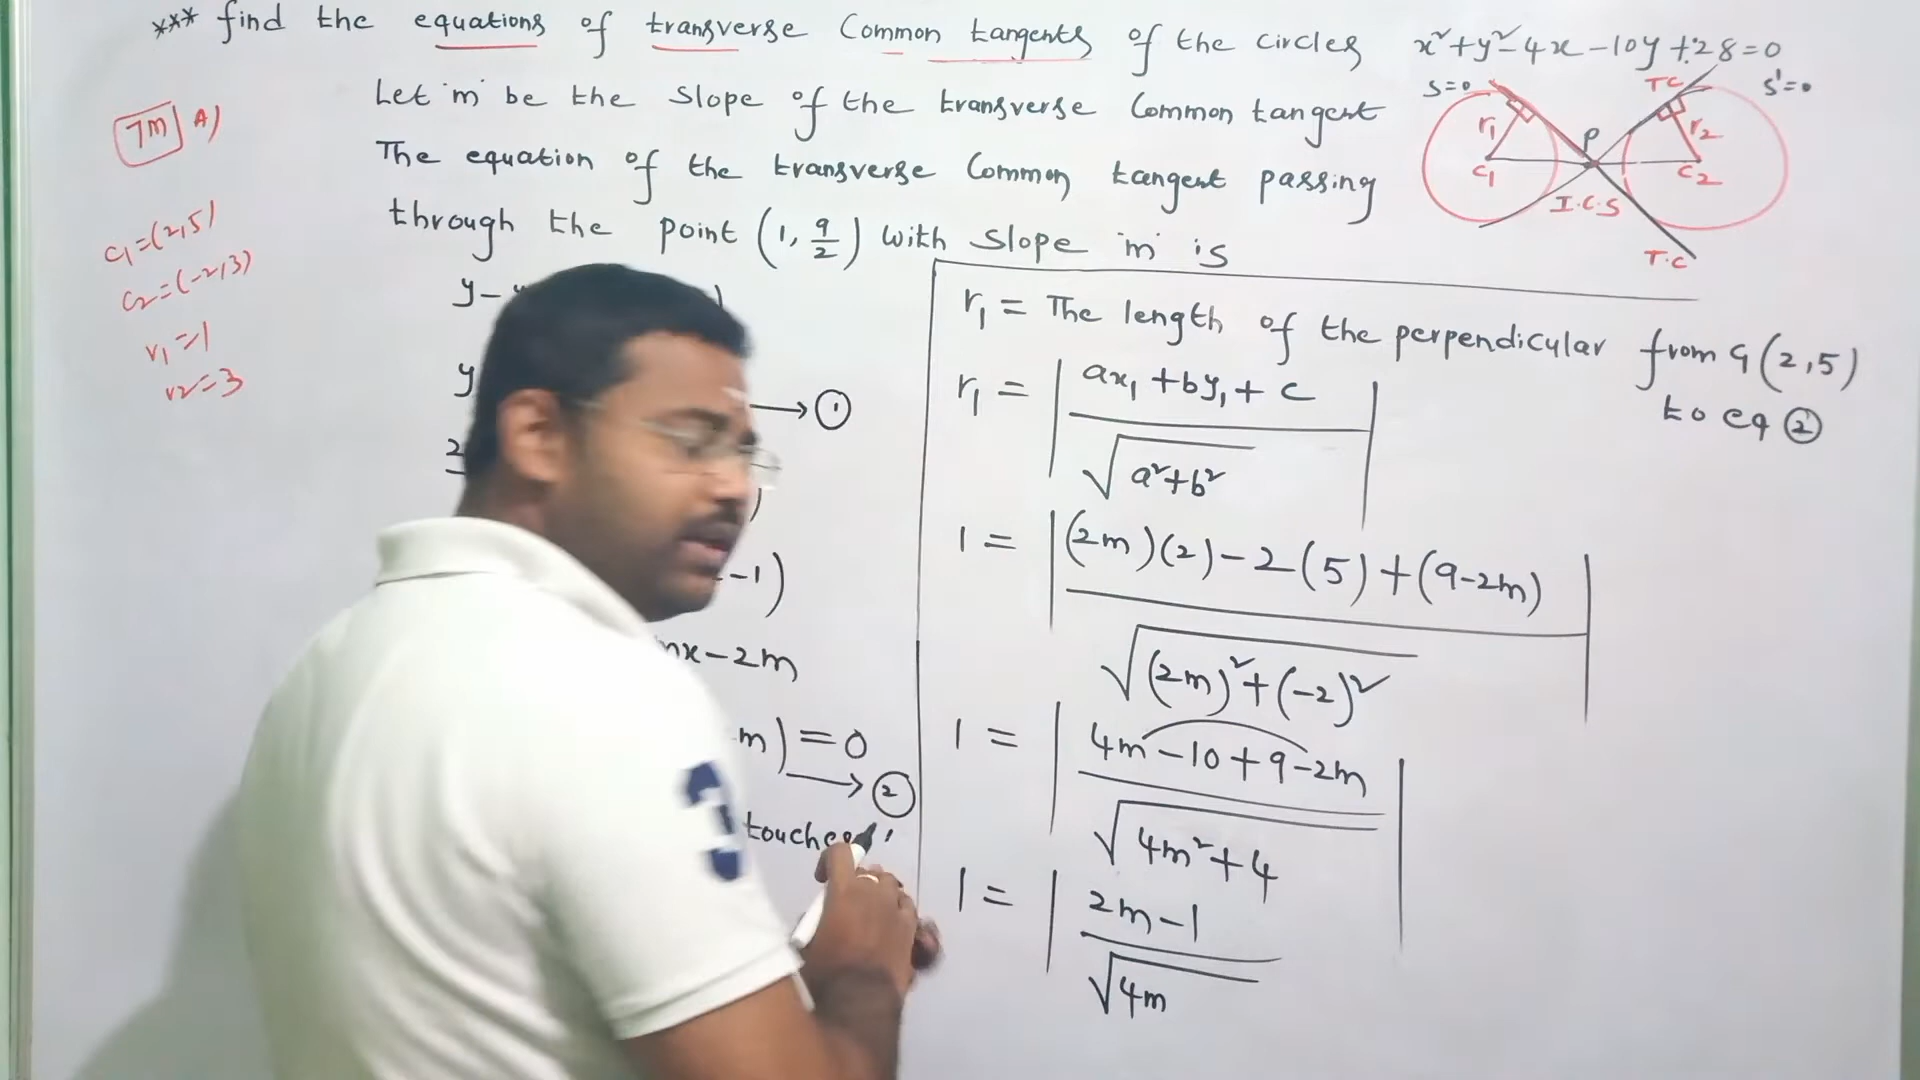 *** find the equations of transverse Common tangents of the circles x²+y²-4x-10y+28=0
7m A)
Let 'm' be the slope of the transverse Common tangent
The equation of the transverse Common tangent passing
through the point (1, 9/2) with slope 'm' is
C₁=(2,5)
C₂=(-2,3)
r₁=1
r₂=3
S=0
T.C
S'=0
r₁
P
r₂
C₁
C₂
I.C.S
T.C
y-
y
→ ①
2
-1)
mx-2m
m)=0
→ ②
touches
r₁ = The length of the perpendicular from C₁(2,5)
to eq ②
r₁ = |ax₁+by₁+c / √a²+b²|
1 = |(2m)(2)-2(5)+(9-2m) / √(2m)²+(-2)²|
1 = |4m-10+9-2m / √4m²+4|
1 = |2m-1 / √4m
3